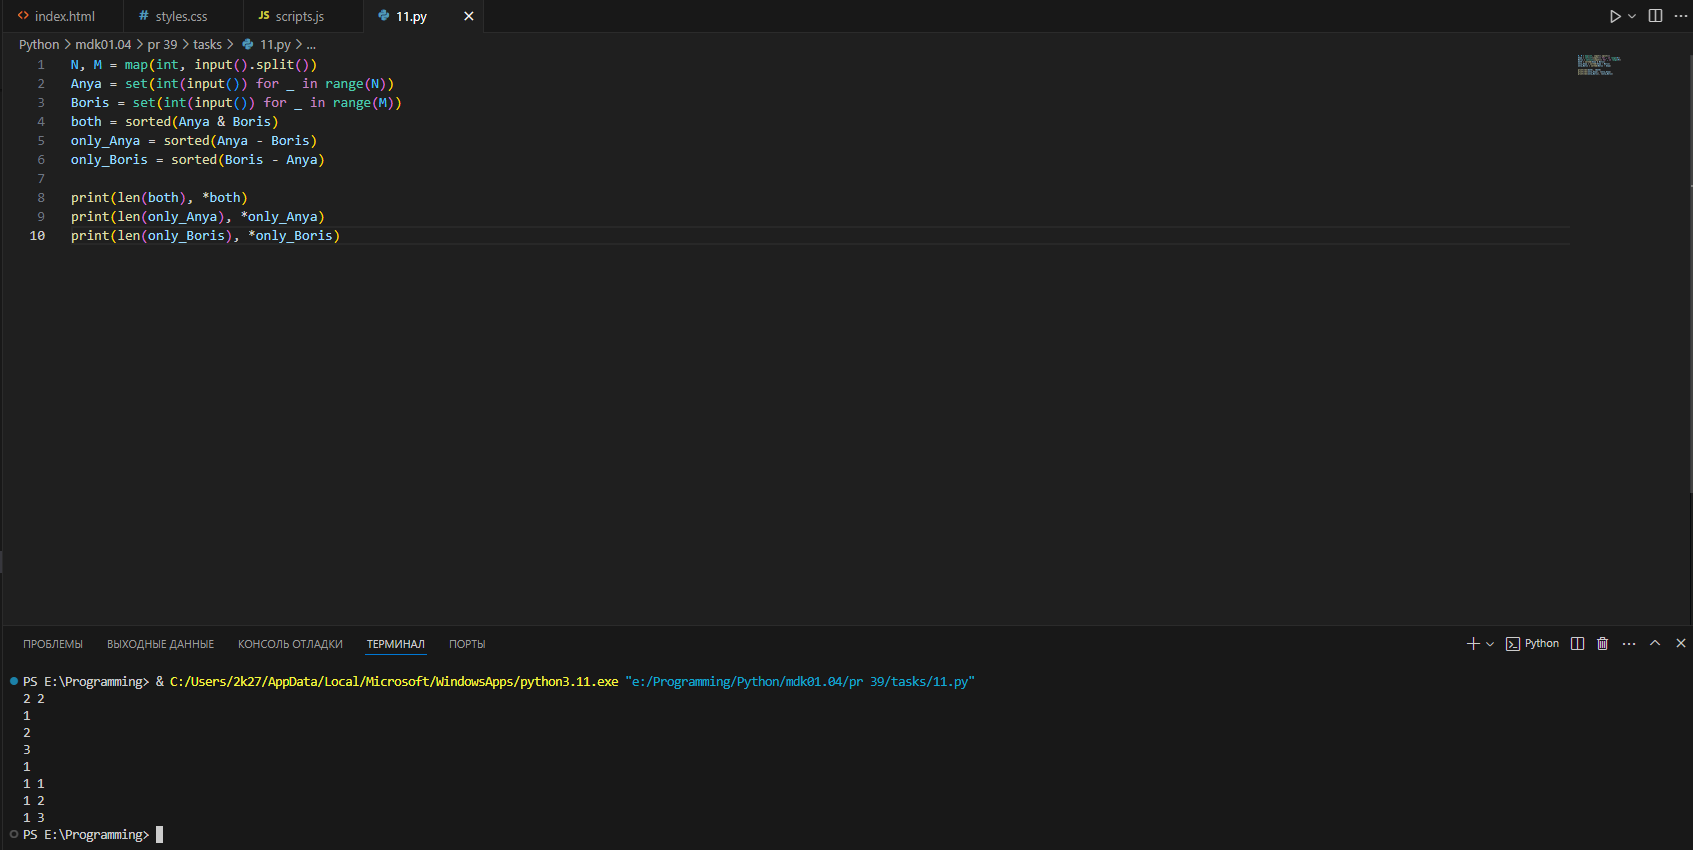 index.html
# styles.css
JS scripts.js
11.py
Python > mdk01.04 > pr 39 > tasks > 11.py > ...
1 N, M = map(int, input().split())
2 Anya = set(int(input()) for _ in range(N))
3 Boris = set(int(input()) for _ in range(M))
4 both = sorted(Anya & Boris)
5 only_Anya = sorted(Anya - Boris)
6 only_Boris = sorted(Boris - Anya)
7
8 print(len(both), *both)
9 print(len(only_Anya), *only_Anya)
10 print(len(only_Boris), *only_Boris)
ПРОБЛЕМЫ ВЫХОДНЫЕ ДАННЫЕ КОНСОЛЬ ОТЛАДКИ ТЕРМИНАЛ ПОРТЫ
Python
PS E:\Programming> & C:/Users/2k27/AppData/Local/Microsoft/WindowsApps/python3.11.exe "e:/Programming/Python/mdk01.04/pr 39/tasks/11.py"
2 2
1
2
3
1
1 1
1 2
1 3
PS E:\Programming>